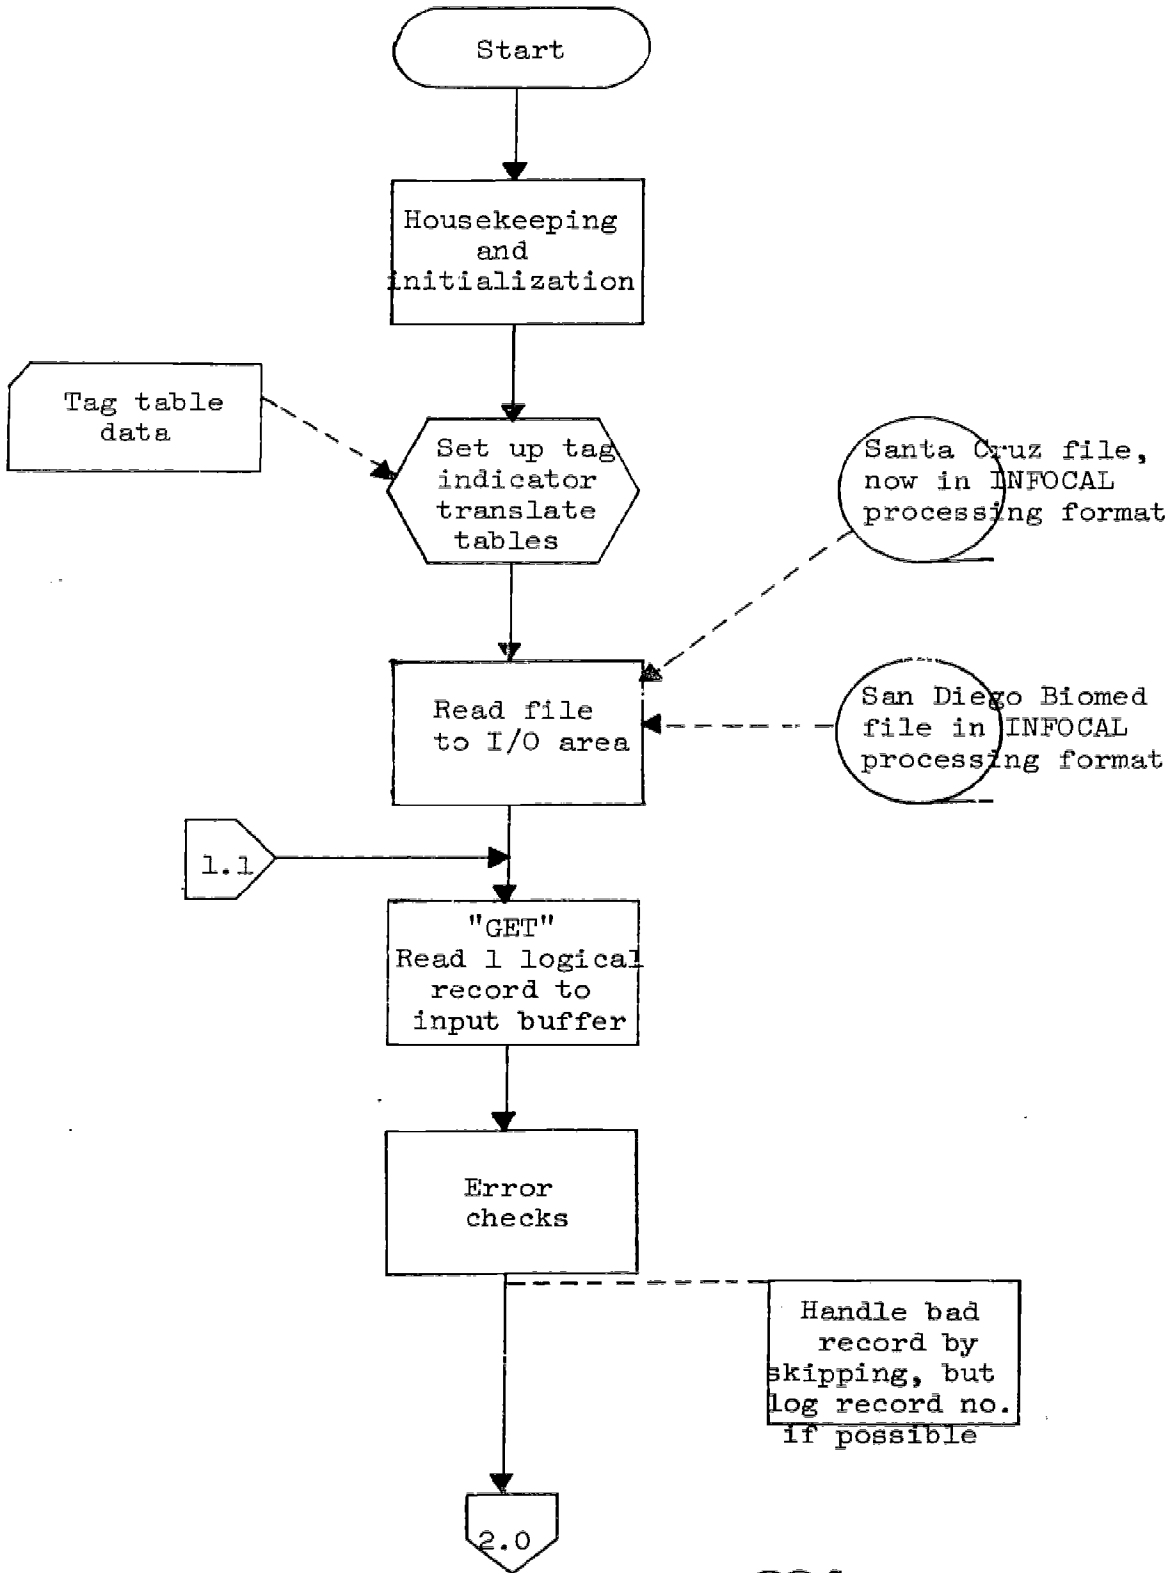 Start
Housekeeping
and
initialization
Tag table
data
Set up tag
indicator
translate
tables
Santa Cruz file,
now in INFOCAL
processing format
Read file
to I/O area
San Diego Biomed
file in INFOCAL
processing format
1.1
"GET"
Read 1 logical
record to
input buffer
Error
checks
Handle bad
record by
skipping, but
log record no.
if possible
2.0